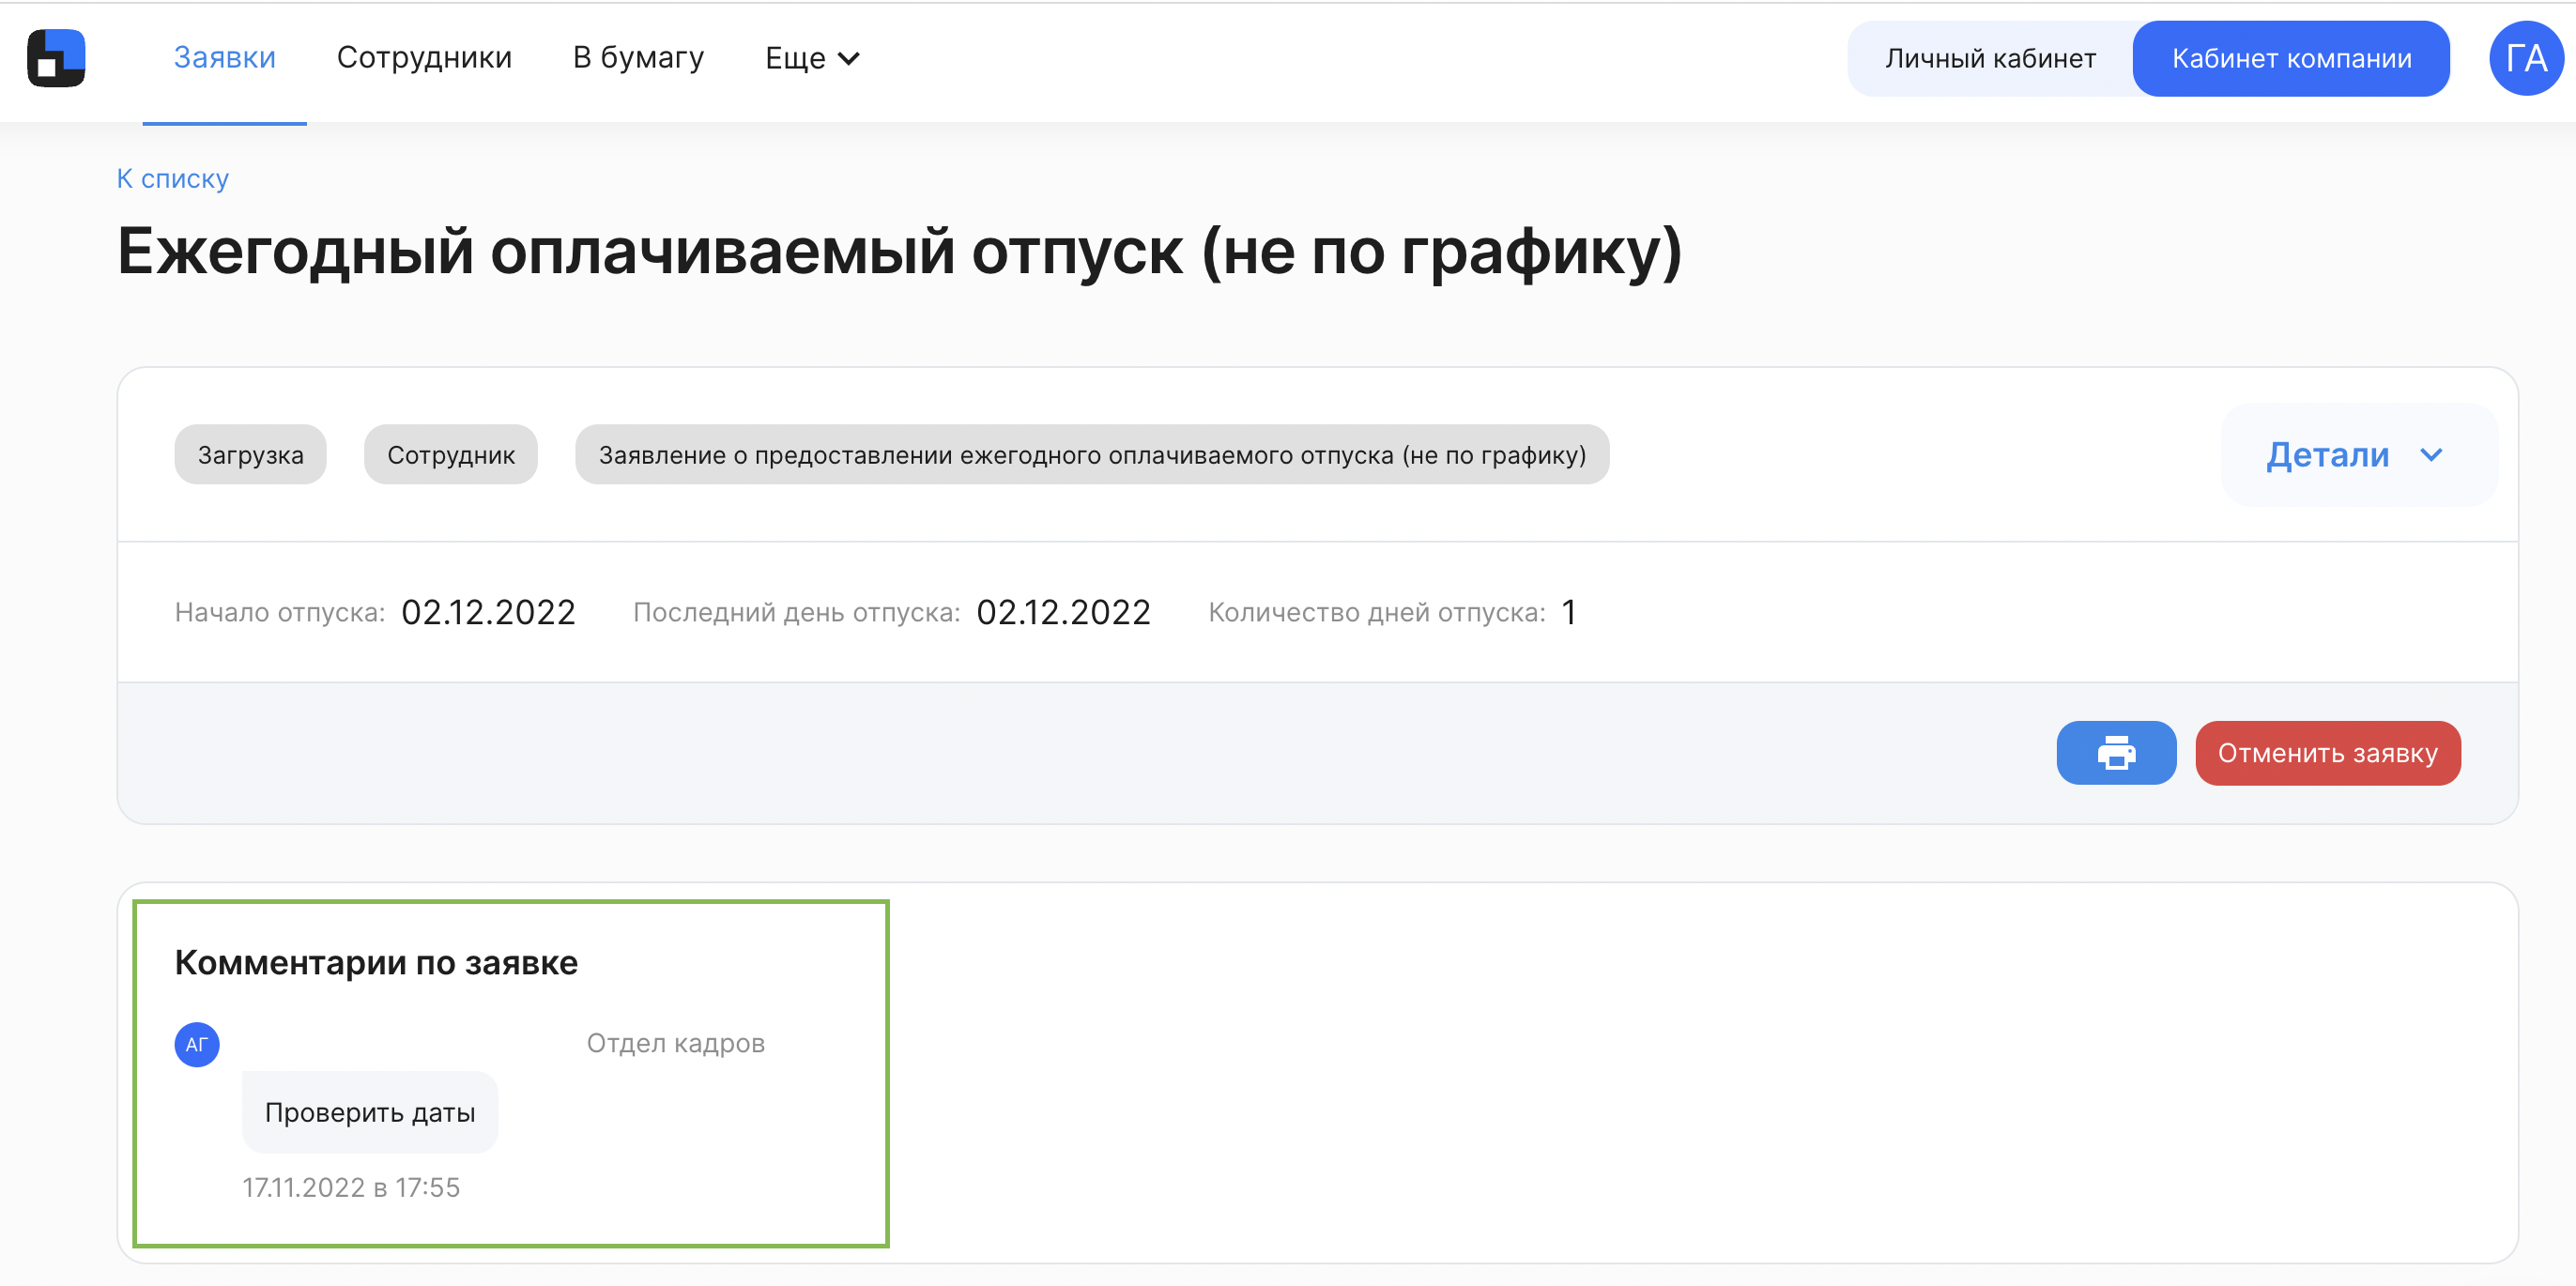 Заявки Сотрудники В бумагу Еще Личный кабинет Кабинет компании ГА
К списку
Ежегодный оплачиваемый отпуск (не по графику)
Загрузка Сотрудник Заявление о предоставлении ежегодного оплачиваемого отпуска (не по графику) Детали
Начало отпуска: 02.12.2022 Последний день отпуска: 02.12.2022 Количество дней отпуска: 1
Отменить заявку
Комментарии по заявке
АГ Отдел кадров
Проверить даты
17.11.2022 в 17:55